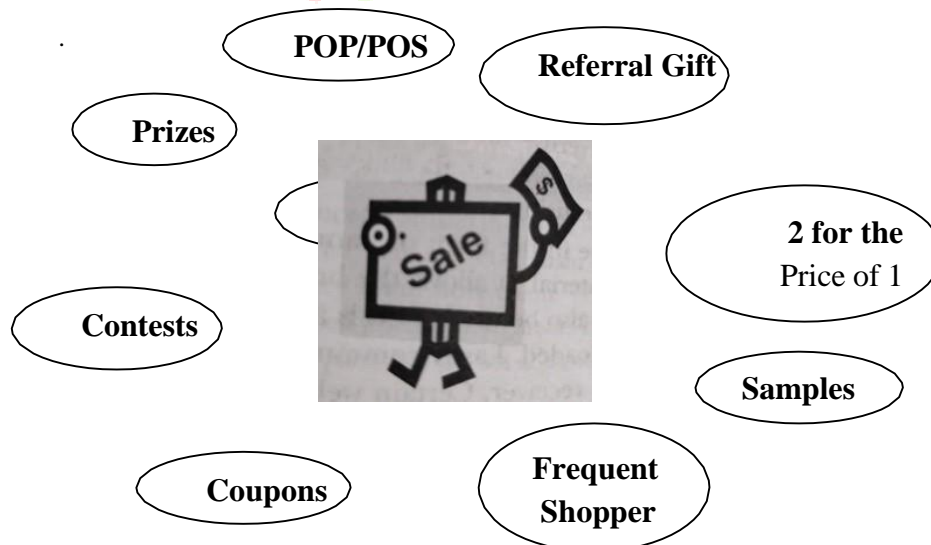 POP/POS
Referral Gift
Prizes
Sale
$
2 for the
Price of 1
Contests
Samples
Coupons
Frequent
Shopper